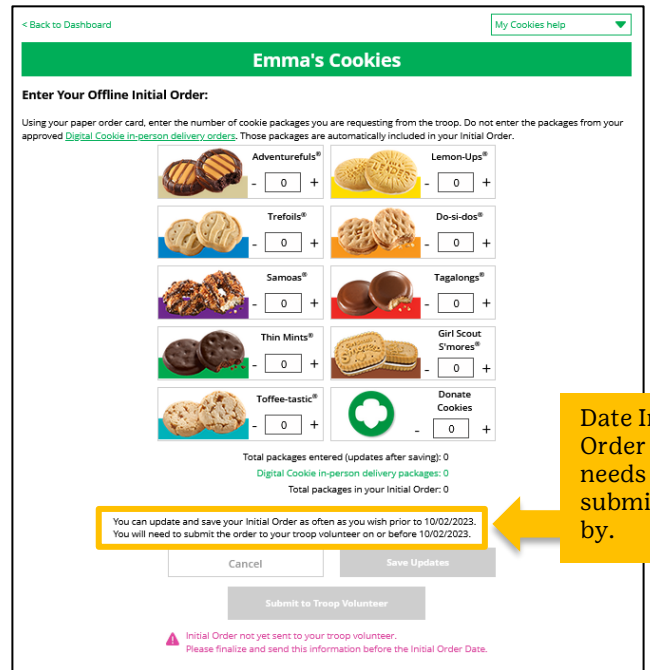 < Back to Dashboard
My Cookies help
Emma's Cookies
Enter Your Offline Initial Order:
Using your paper order card, enter the number of cookie packages you are requesting from the troop. Do not enter the packages from your
approved Digital Cookie in-person delivery orders. Those packages are automatically included in your Initial Order.
Adventurefuls®
- 0 +
Lemon-Ups®
- 0 +
Trefoils®
- 0 +
Do-si-dos®
- 0 +
Samoas®
- 0 +
Tagalongs®
- 0 +
Thin Mints®
- 0 +
Girl Scout
S'mores®
- 0 +
Toffee-tastic®
- 0 +
Donate
Cookies
- 0 +
Total packages entered (updates after saving): 0
Digital Cookie in-person delivery packages: 0
Total packages in your Initial Order: 0
You can update and save your Initial Order as often as you wish prior to 10/02/2023.
You will need to submit the order to your troop volunteer on or before 10/02/2023.
Date
Order
needs
by.
Cancel
Save Updates
Submit to Troop Volunteer
Initial Order not yet sent to your troop volunteer.
Please finalize and send this information before the Initial Order Date.